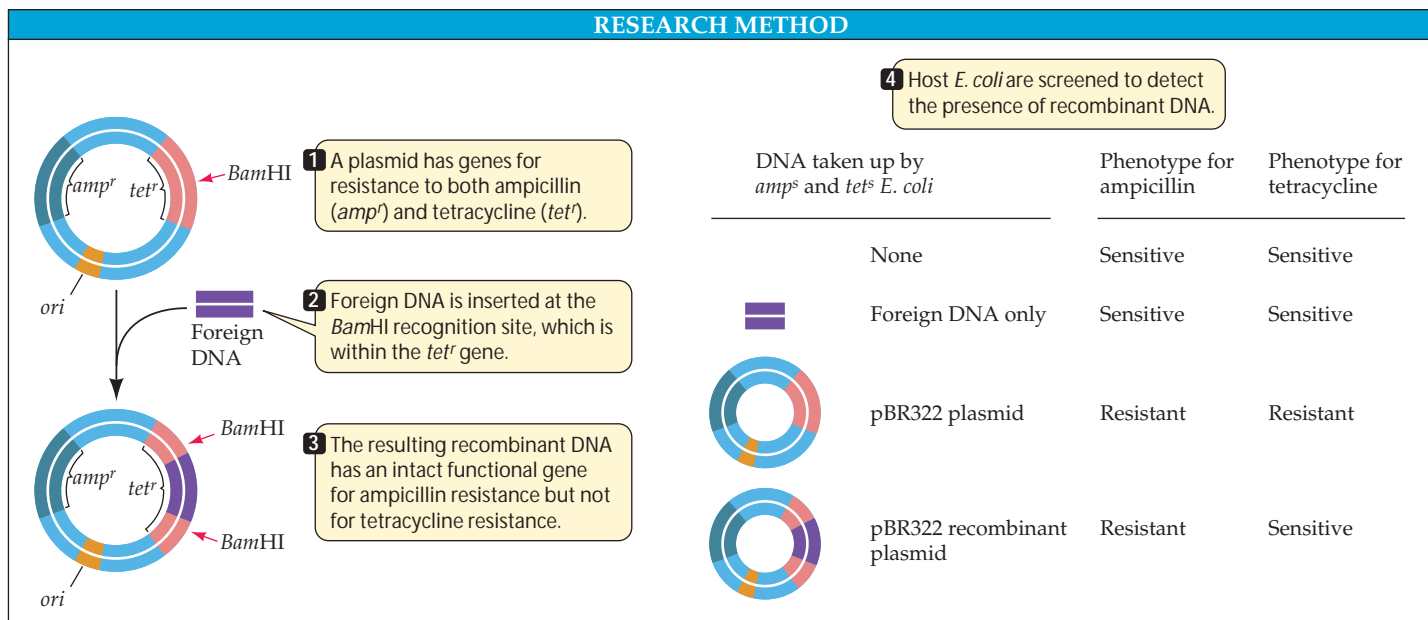 RESEARCH METHOD
ampʳ
tetʳ
BamHI
ori
1 A plasmid has genes for
resistance to both ampicillin
(ampʳ) and tetracycline (tetʳ).
Foreign
DNA
2 Foreign DNA is inserted at the
BamHI recognition site, which is
within the tetʳ gene.
BamHI
ampʳ
tetʳ
BamHI
ori
3 The resulting recombinant DNA
has an intact functional gene
for ampicillin resistance but not
for tetracycline resistance.
4 Host E. coli are screened to detect
the presence of recombinant DNA.
DNA taken up by
ampˢ and tetˢ E. coli
Phenotype for
ampicillin
Phenotype for
tetracycline
None Sensitive Sensitive
Foreign DNA only Sensitive Sensitive
pBR322 plasmid Resistant Resistant
pBR322 recombinant Resistant Sensitive
plasmid